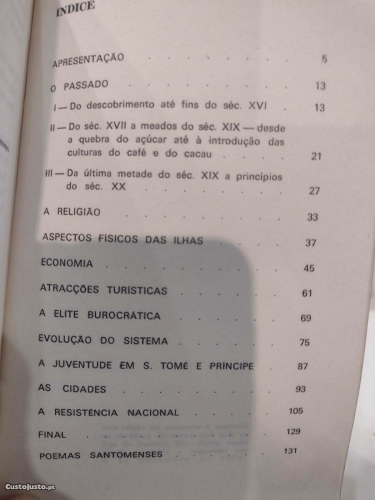 ÍNDICE
APRESENTAÇÃO . . . . . . . 5
O PASSADO . . . . . . . 13
I — Do descobrimento até fins do séc. XVI . . 13
II — Do séc. XVII a meados do séc. XIX — desde
a quebra do açúcar até à introdução das
culturas do café e do cacau . . . . 21
III — Da última metade do séc. XIX a princípios
do séc. XX . . . . . . . 27
A RELIGIÃO . . . . . . . 33
ASPECTOS FÍSICOS DAS ILHAS . . . . 37
ECONOMIA . . . . . . . 45
ATRACÇÕES TURÍSTICAS . . . . . 61
A ELITE BUROCRÁTICA . . . . . 69
EVOLUÇÃO DO SISTEMA . . . . . 75
A JUVENTUDE EM S. TOMÉ E PRÍNCIPE . . 87
AS CIDADES . . . . . . . 93
A RESISTÊNCIA NACIONAL . . . . . 105
FINAL . . . . . . . 129
POEMAS SANTOMENSES . . . . . 131
CustoJusto.pt